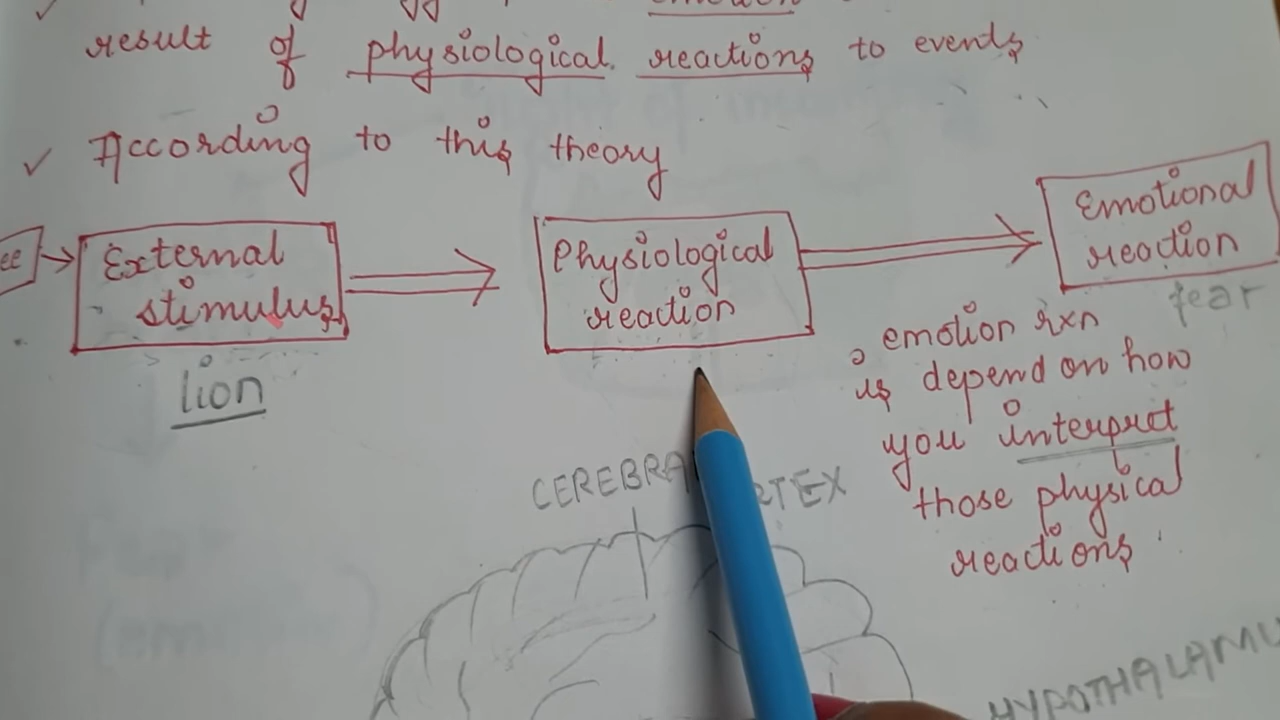 emotion
result of physiological reactions to events
✓ According to this theory
External stimulus
Physiological reaction
Emotional reaction
lion
fear
emotion rxn
is depend on how
you interpret
those physical
reactions
CEREBRA RTEX
HYPOTHALAMU